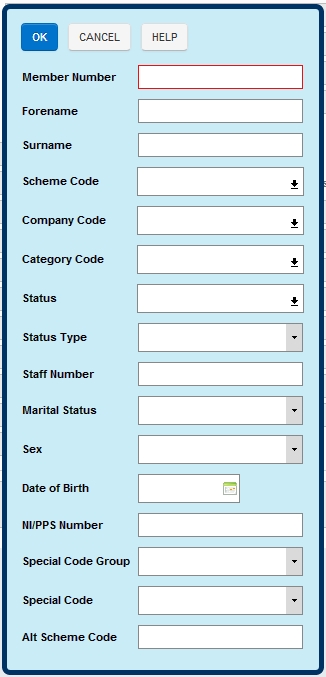 OK CANCEL HELP
Member Number
Forename
Surname
Scheme Code
Company Code
Category Code
Status
Status Type
Staff Number
Marital Status
Sex
Date of Birth
NI/PPS Number
Special Code Group
Special Code
Alt Scheme Code